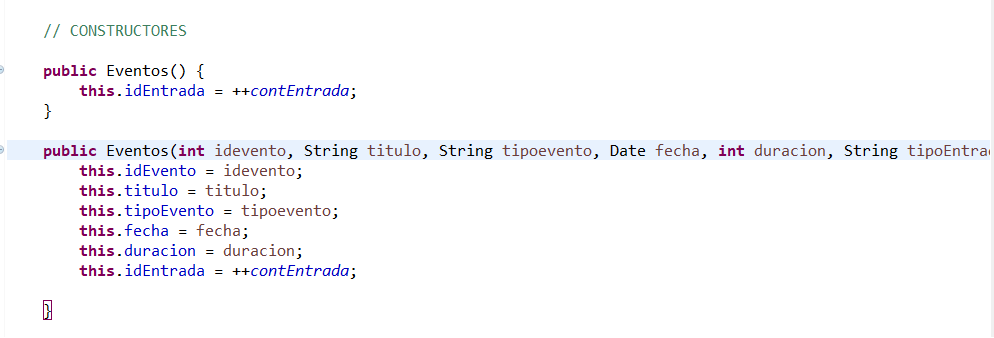 // CONSTRUCTORES
public Eventos() {
this.idEntrada = ++contEntrada;
}
public Eventos(int idevento, String titulo, String tipoevento, Date fecha, int duracion, String tipoEntra
this.idEvento = idevento;
this.titulo = titulo;
this.tipoEvento = tipoevento;
this.fecha = fecha;
this.duracion = duracion;
this.idEntrada = ++contEntrada;
}